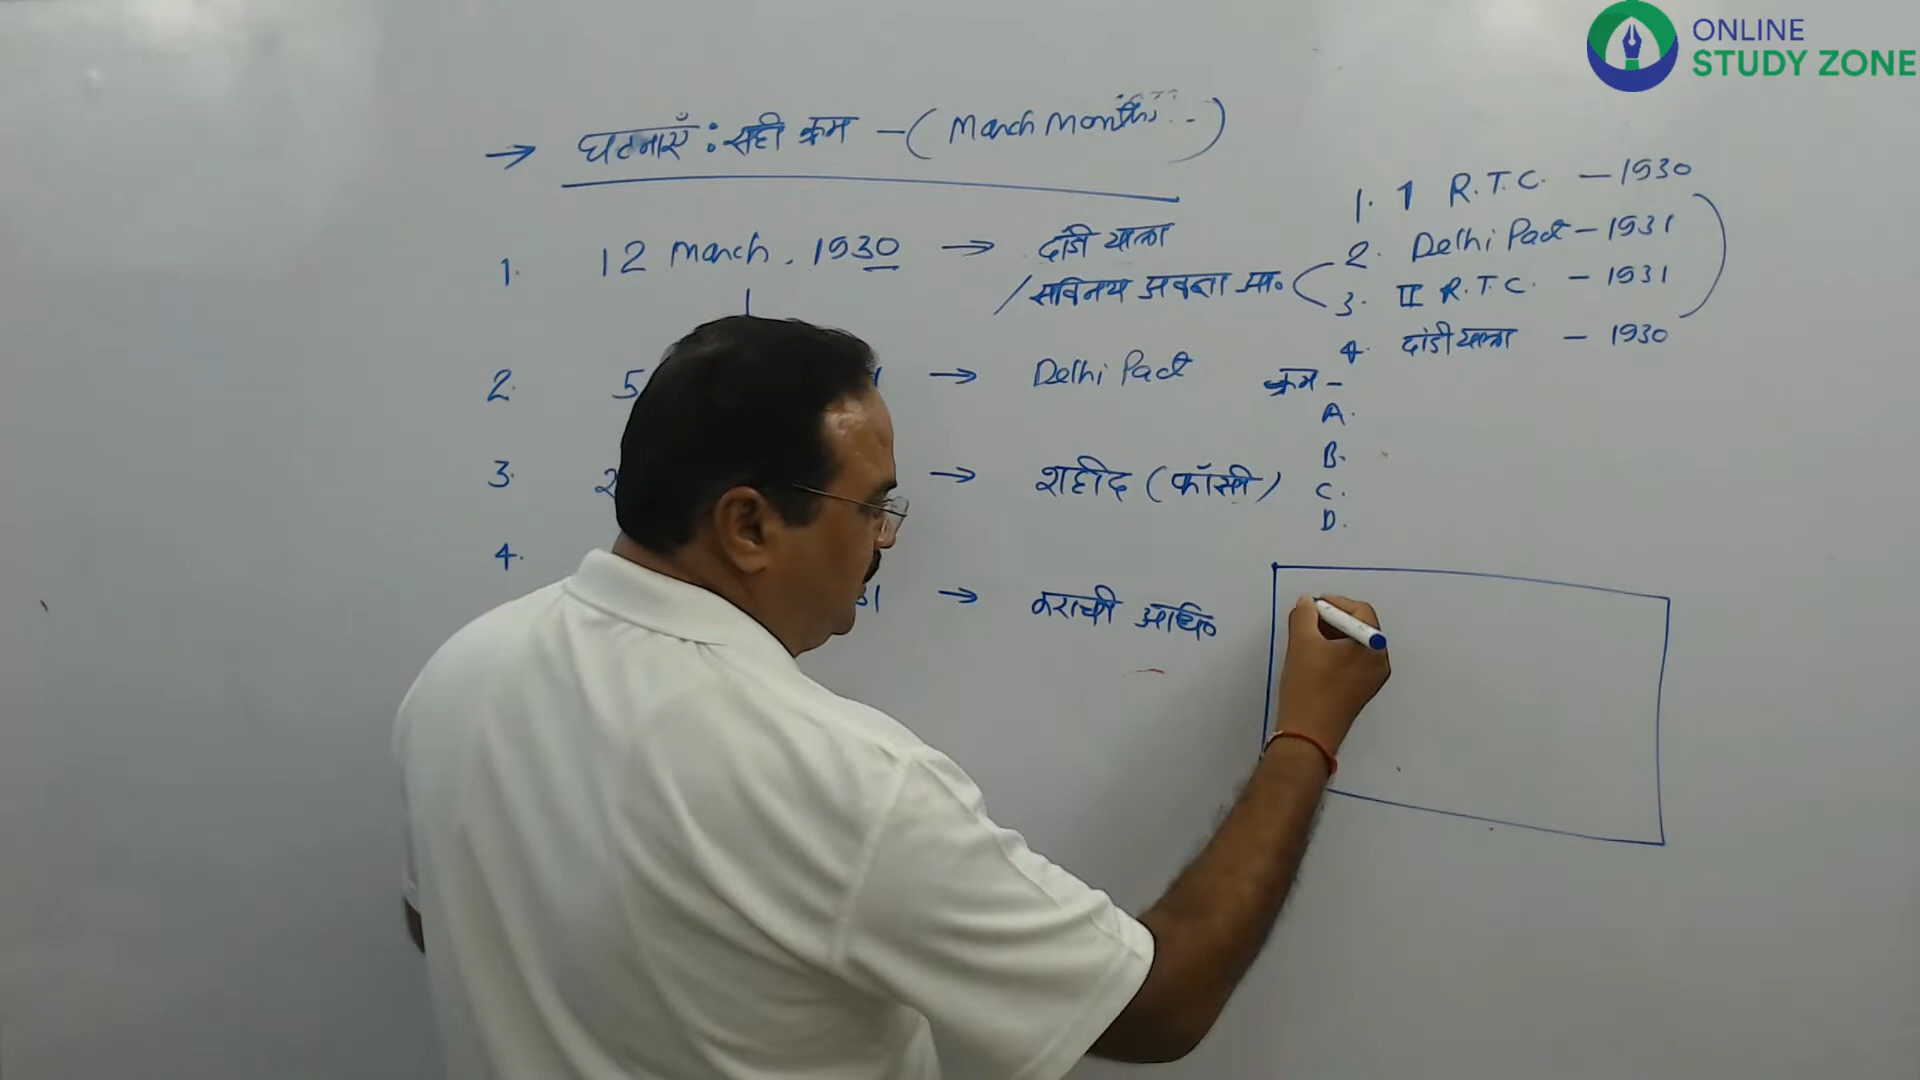 ONLINE
STUDY ZONE
→ घटनाएँ : सही क्रम – (March Month
1. 12 March. 1930 → दांडी यात्रा
/ सविनय अवज्ञा आ.
2. 5 1 → Delhi Pact
3. 2 → शहीद (फाँसी)
4. 1 → कराची अधि०
1. I R.T.C. – 1930
2. Delhi Pact – 1931
3. II R.T.C. – 1931
4. दांडी यात्रा – 1930
क्रम –
A.
B.
C.
D.